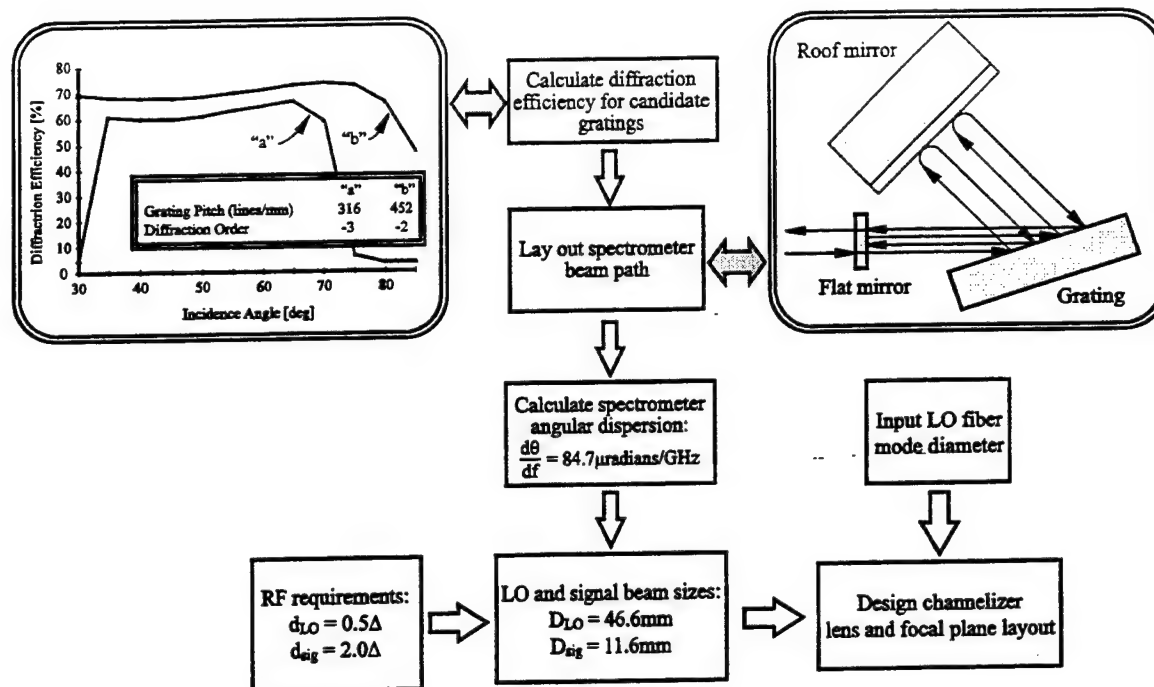 80
70
60
50
40
30
20
10
0
Diffraction Efficiency [%]
"a"
"b"
"a" "b"
Grating Pitch (lines/mm) 316 452
Diffraction Order -3 -2
30 40 50 60 70 80
Incidence Angle [deg]
Calculate diffraction
efficiency for candidate
gratings
Roof mirror
Flat mirror
Grating
Lay out spectrometer
beam path
Calculate spectrometer
angular dispersion:
dθ/df = 84.7μradians/GHz
Input LO fiber
mode diameter
RF requirements:
d_LO = 0.5Δ
d_sig = 2.0Δ
LO and signal beam sizes:
D_LO = 46.6mm
D_sig = 11.6mm
Design channelizer
lens and focal plane layout